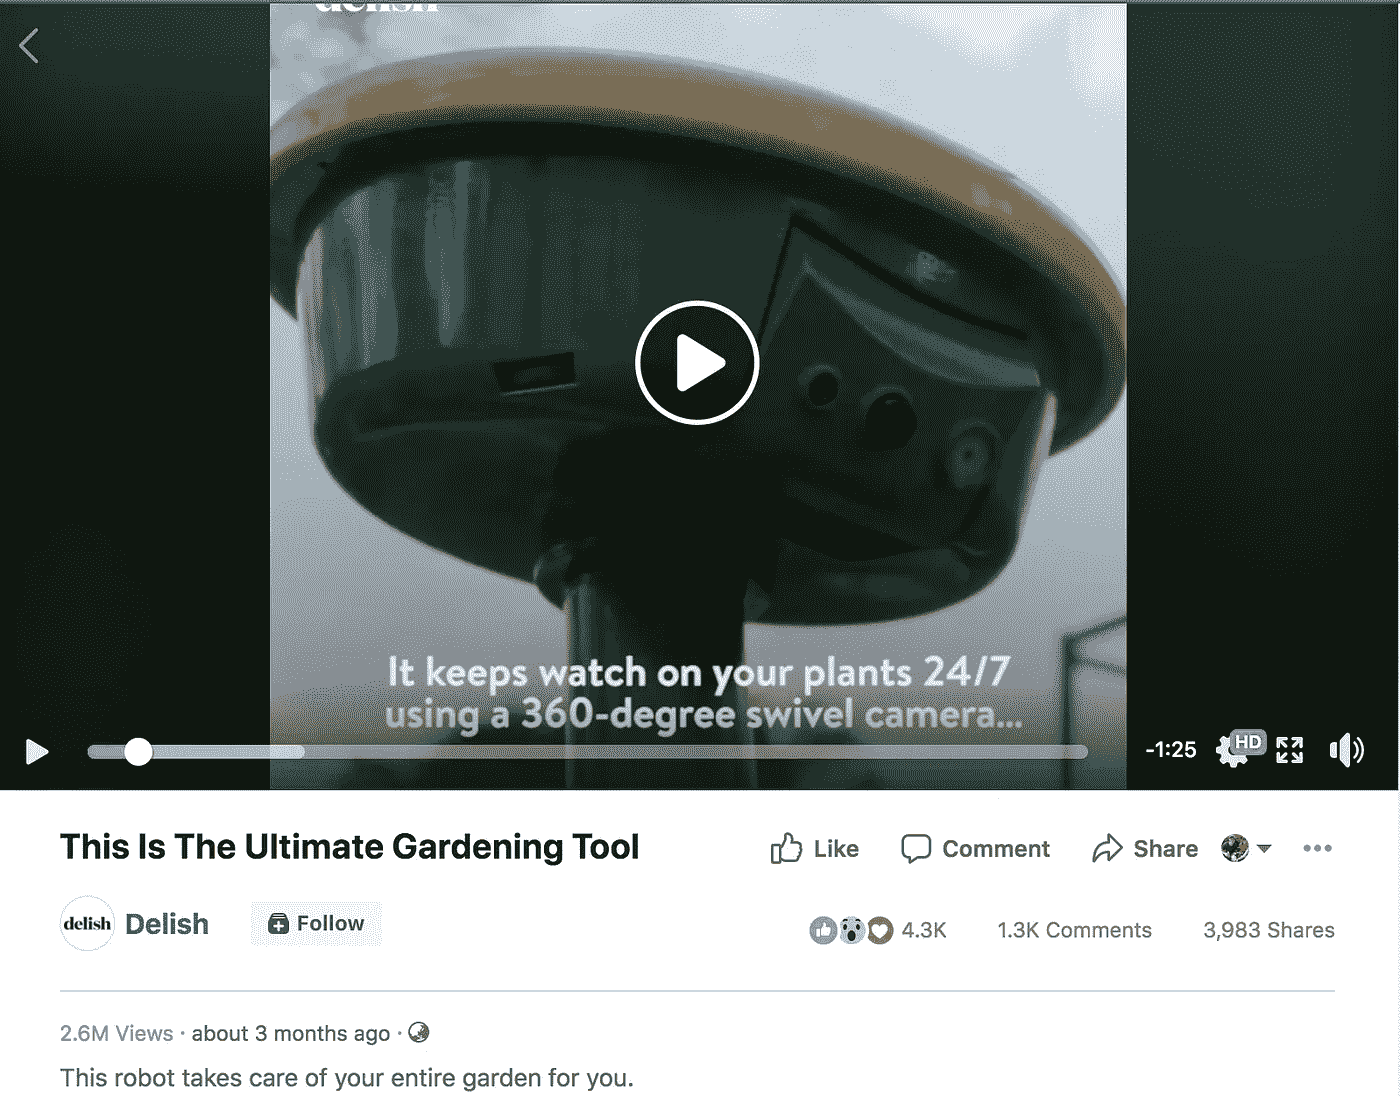 delish
It keeps watch on your plants 24/7
using a 360-degree swivel camera...
-1:25
HD
This Is The Ultimate Gardening Tool
Like
Comment
Share
delish
Delish
Follow
4.3K
1.3K Comments
3,983 Shares
2.6M Views · about 3 months ago ·
This robot takes care of your entire garden for you.